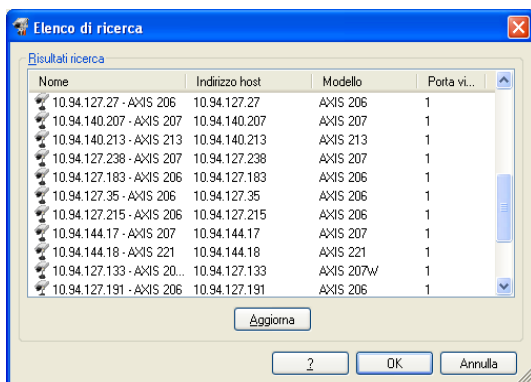 Elenco di ricerca
Risultati ricerca
Nome Indirizzo host Modello Porta vi...
10.94.127.27 - AXIS 206 10.94.127.27 AXIS 206 1
10.94.140.207 - AXIS 207 10.94.140.207 AXIS 207 1
10.94.140.213 - AXIS 213 10.94.140.213 AXIS 213 1
10.94.127.238 - AXIS 207 10.94.127.238 AXIS 207 1
10.94.127.183 - AXIS 206 10.94.127.183 AXIS 206 1
10.94.127.35 - AXIS 206 10.94.127.35 AXIS 206 1
10.94.127.215 - AXIS 206 10.94.127.215 AXIS 206 1
10.94.144.17 - AXIS 207 10.94.144.17 AXIS 207 1
10.94.144.18 - AXIS 221 10.94.144.18 AXIS 221 1
10.94.127.133 - AXIS 20... 10.94.127.133 AXIS 207W 1
10.94.127.191 - AXIS 206 10.94.127.191 AXIS 206 1
Aggiorna
? OK Annulla